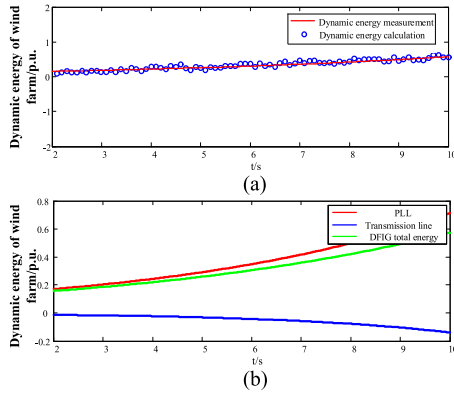 Dynamic energy of wind
farm/p.u.
2
1
0
-1
-2
Dynamic energy measurement
Dynamic energy calculation
2 3 4 5 6 7 8 9 10
t/s
(a)
Dynamic energy of wind
farm/p.u.
0.8
0.6
0.4
0.2
0
-0.2
PLL
Transmission line
DFIG total energy
2 3 4 5 6 7 8 9 10
t/s
(b)